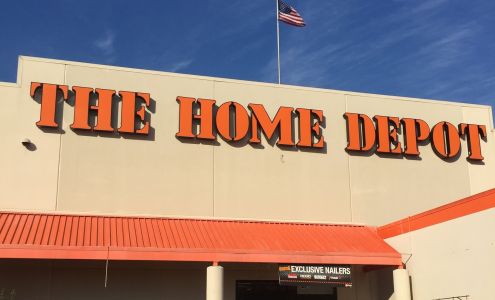 THE HOME DEPOT
EXCLUSIVE NAILERS